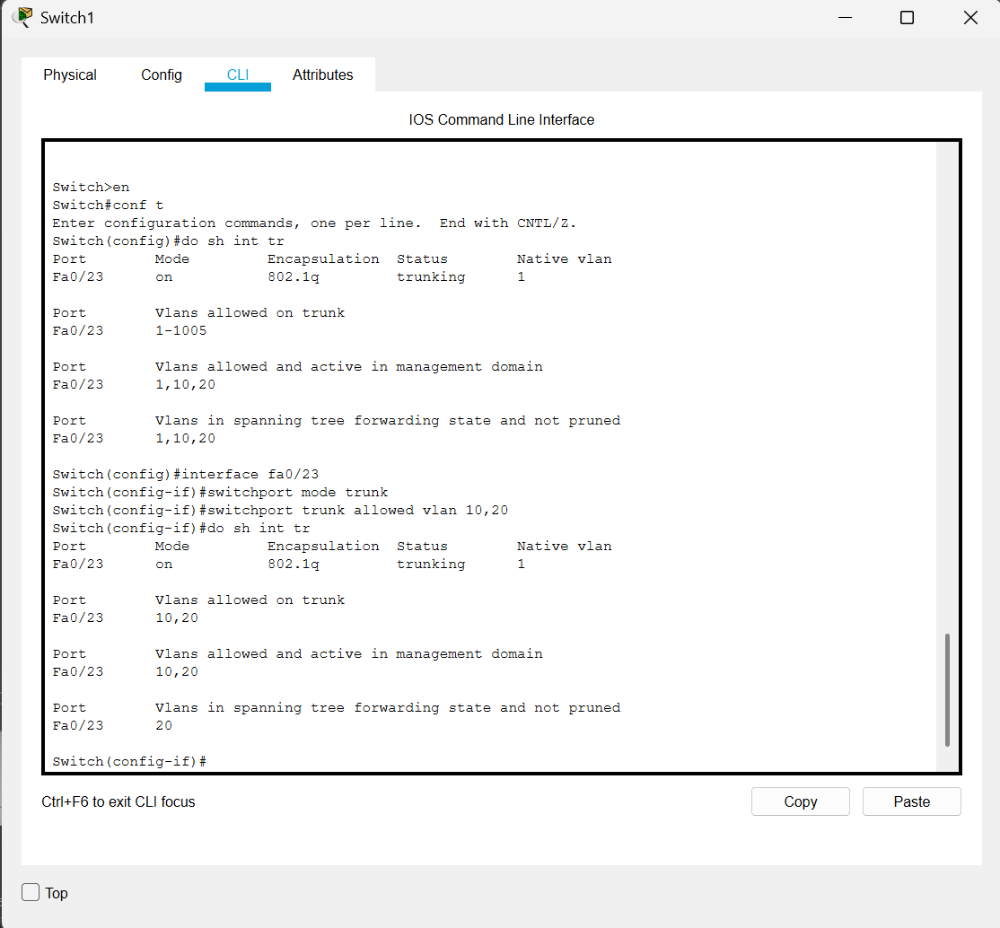 Switch1
Physical Config CLI Attributes
IOS Command Line Interface
Switch>en
Switch#conf t
Enter configuration commands, one per line.  End with CNTL/Z.
Switch(config)#do sh int tr
Port        Mode         Encapsulation  Status        Native vlan
Fa0/23      on           802.1q         trunking      1
Port        Vlans allowed on trunk
Fa0/23      1-1005
Port        Vlans allowed and active in management domain
Fa0/23      1,10,20
Port        Vlans in spanning tree forwarding state and not pruned
Fa0/23      1,10,20
Switch(config)#interface fa0/23
Switch(config-if)#switchport mode trunk
Switch(config-if)#switchport trunk allowed vlan 10,20
Switch(config-if)#do sh int tr
Port        Mode         Encapsulation  Status        Native vlan
Fa0/23      on           802.1q         trunking      1
Port        Vlans allowed on trunk
Fa0/23      10,20
Port        Vlans allowed and active in management domain
Fa0/23      10,20
Port        Vlans in spanning tree forwarding state and not pruned
Fa0/23      20
Switch(config-if)#
Ctrl+F6 to exit CLI focus
Copy Paste
Top